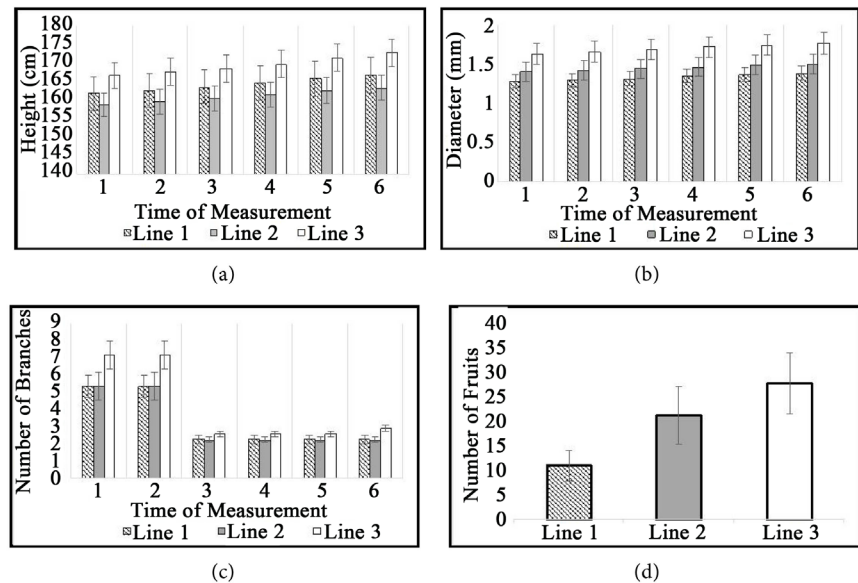 Height (cm)
180
175
170
165
160
155
150
145
140
1 2 3 4 5 6
Time of Measurement
Line 1 Line 2 Line 3
(a)
Diameter (mm)
2
1.5
1
0.5
0
1 2 3 4 5 6
Time of Measurement
Line 1 Line 2 Line 3
(b)
Number of Branches
9
8
7
6
5
4
3
2
1
0
1 2 3 4 5 6
Time of Measurement
Line 1 Line 2 Line 3
(c)
Number of Fruits
40
35
30
25
20
15
10
5
0
Line 1 Line 2 Line 3
(d)